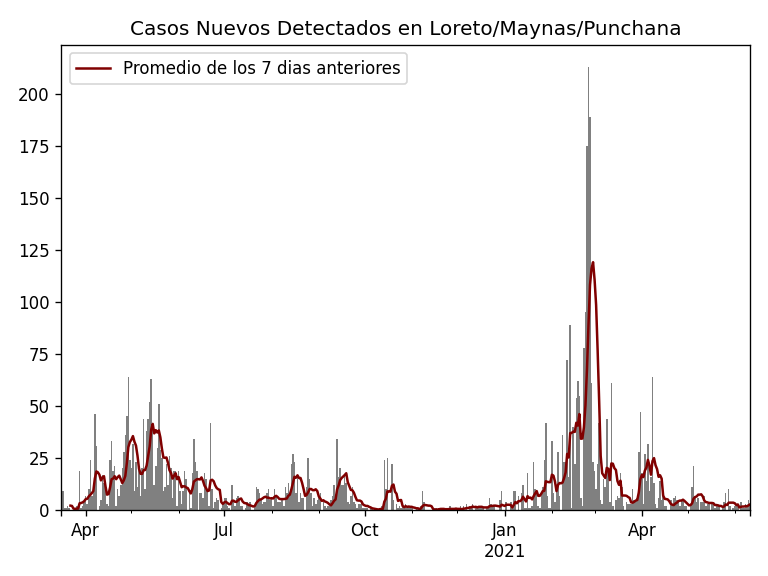 Casos Nuevos Detectados en Loreto/Maynas/Punchana
Promedio de los 7 dias anteriores
200
175
150
125
100
75
50
25
0
Apr
Jul
Oct
Jan
2021
Apr